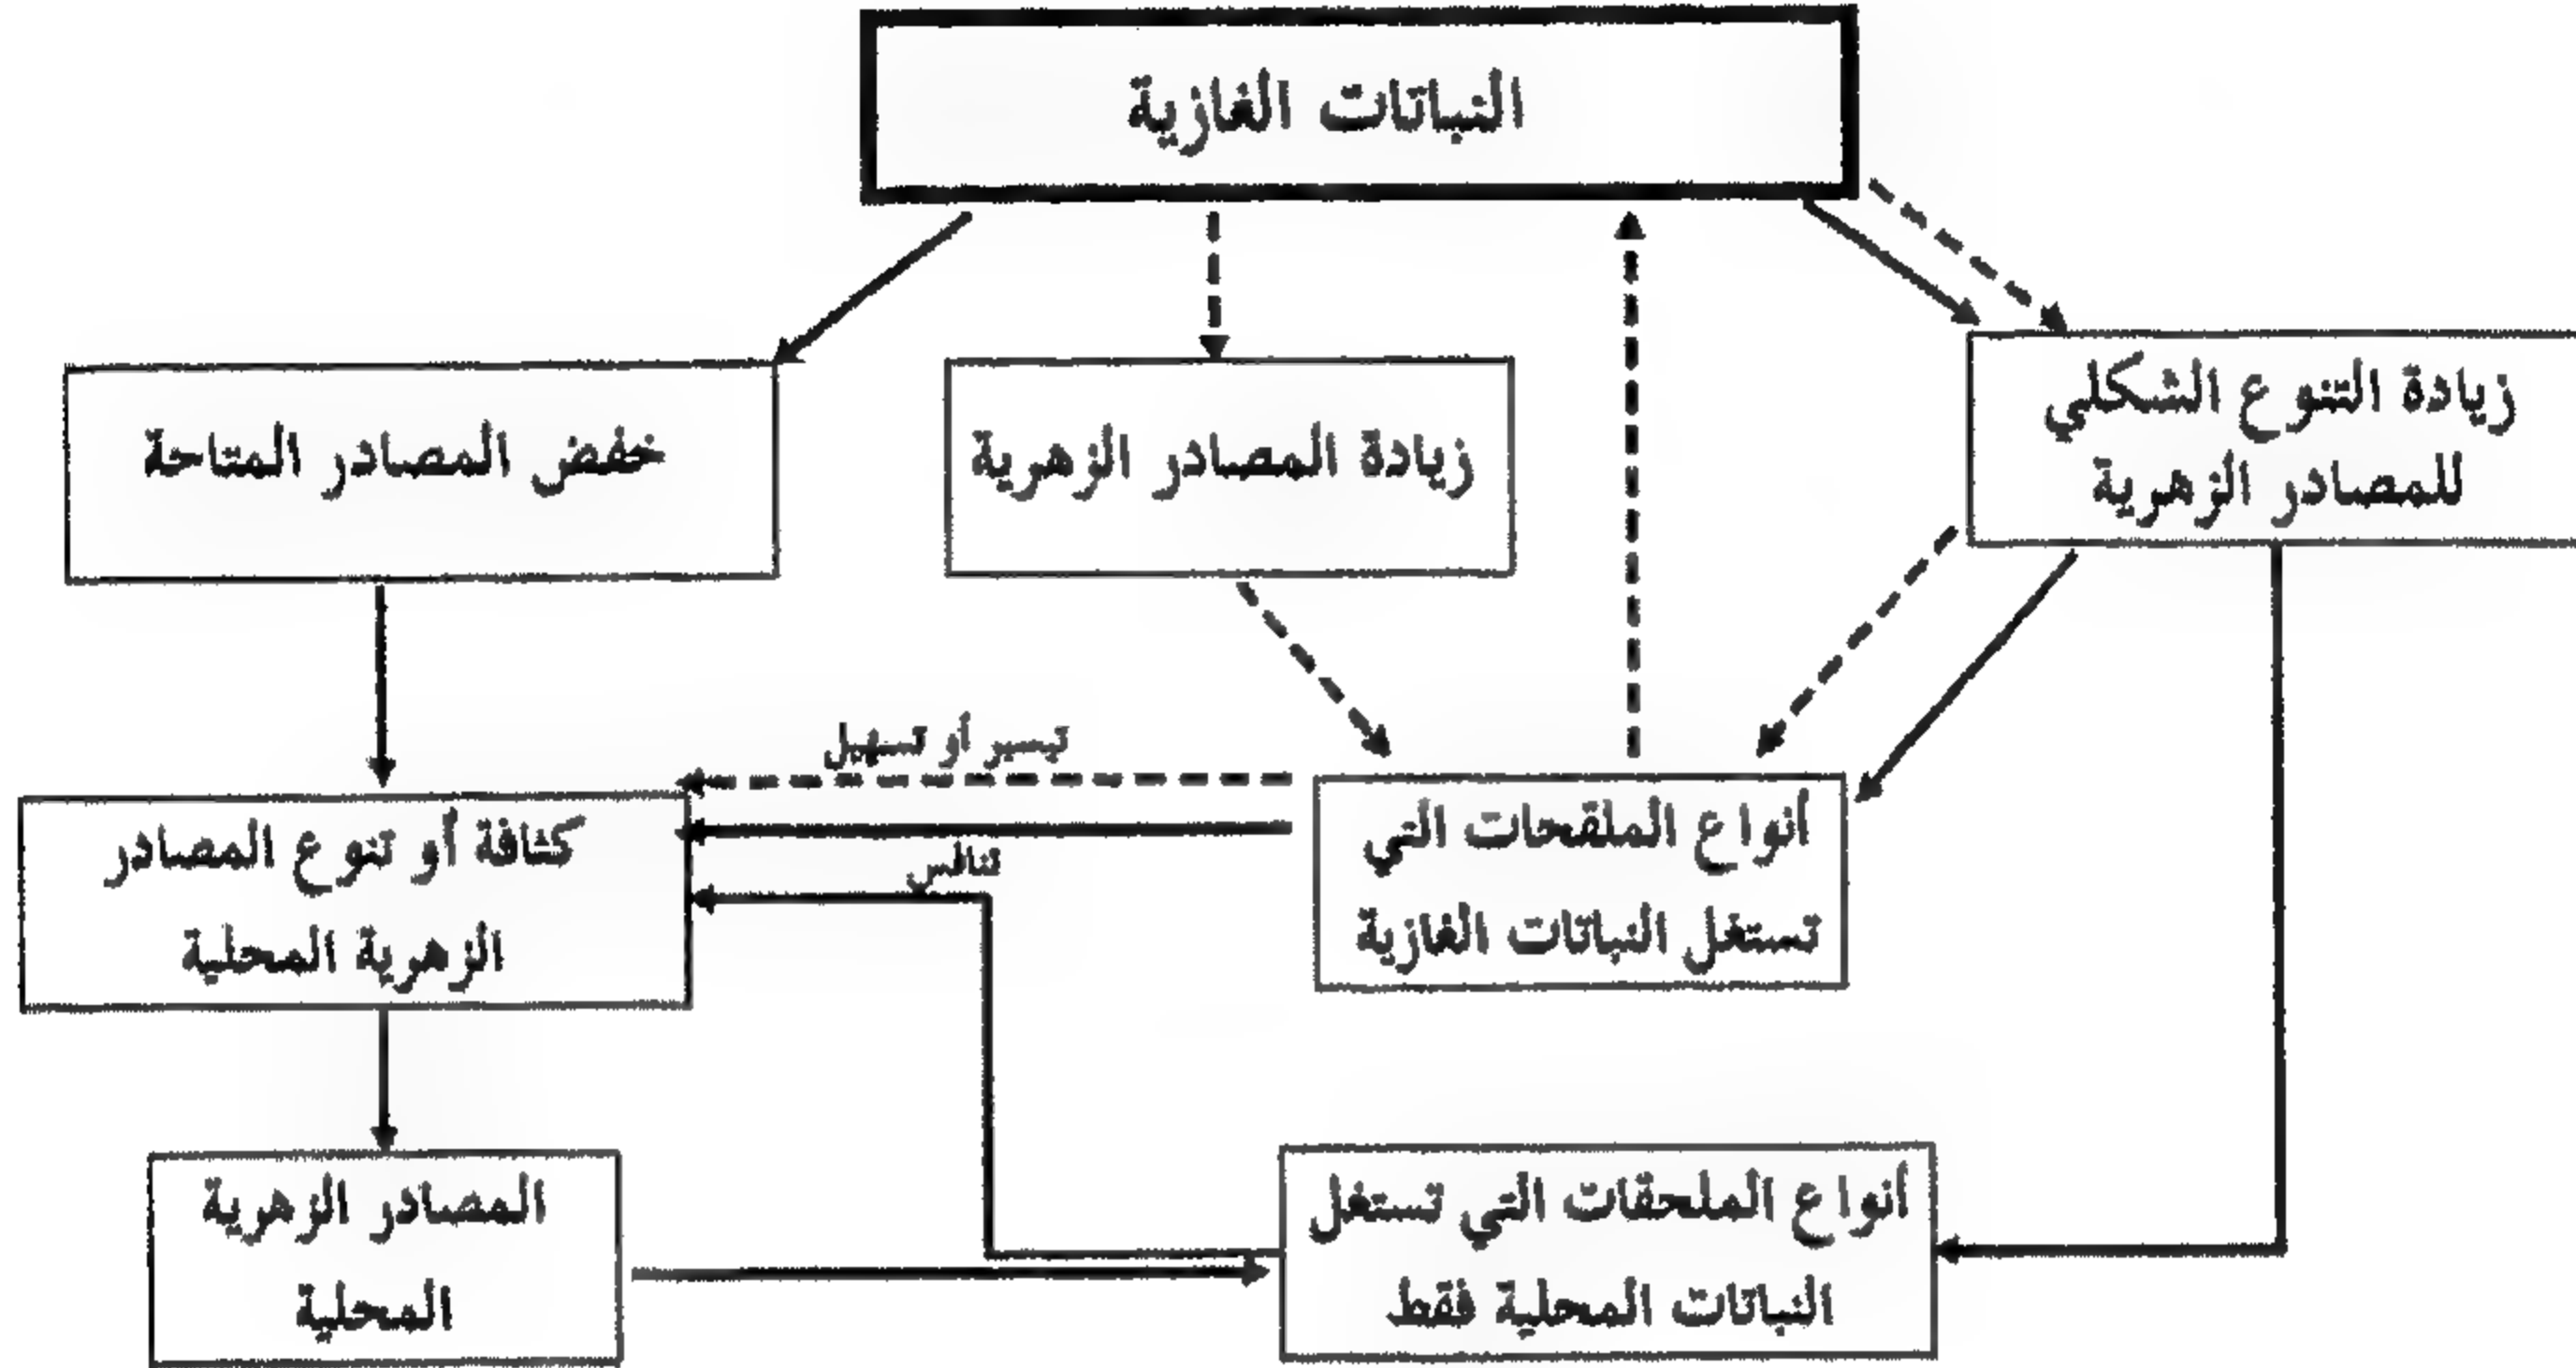 النباتات الغازية
زيادة التنوع الشكلي
للمصادر الزهرية
زيادة المصادر الزهرية
خفض المصادر المتاحة
تيسير أو تسهيل
تنافس
أنواع الملقحات التي
تستغل النباتات الغازية
كثافة أو تنوع المصادر
الزهرية المحلية
أنواع الملحقات التي تستغل
النباتات المحلية فقط
المصادر الزهرية
المحلية